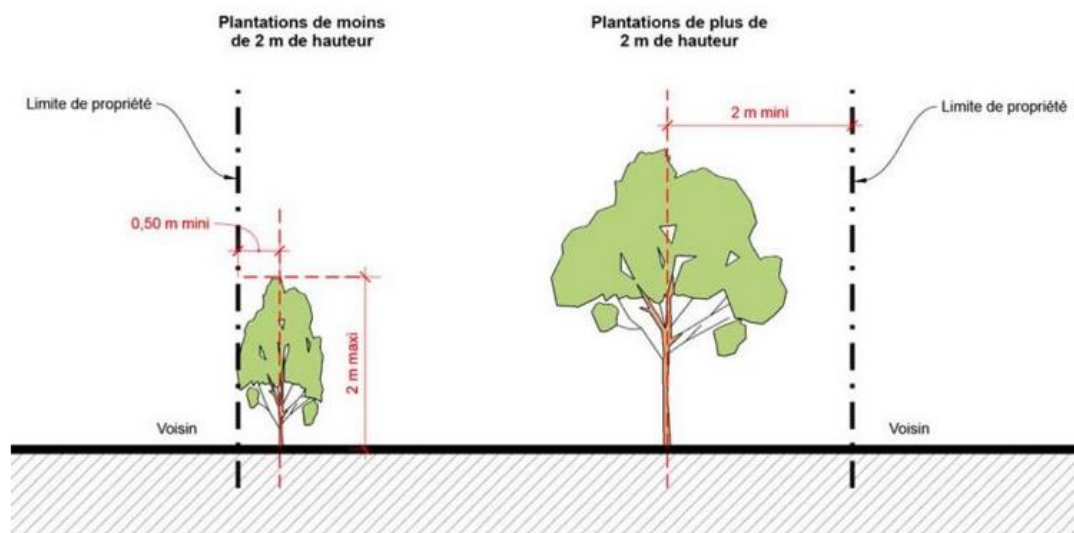 Plantations de moins
de 2 m de hauteur
Plantations de plus de
2 m de hauteur
Limite de propriété
2 m mini
Limite de propriété
0,50 m mini
2 m maxi
Voisin
Voisin